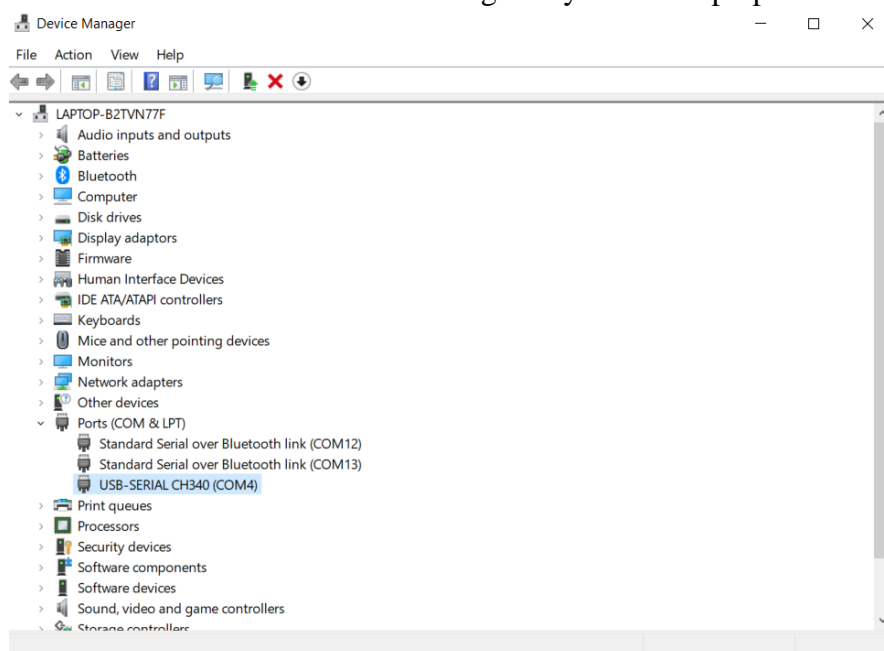 Device Manager
File Action View Help
LAPTOP-B2TVN77F
Audio inputs and outputs
Batteries
Bluetooth
Computer
Disk drives
Display adaptors
Firmware
Human Interface Devices
IDE ATA/ATAPI controllers
Keyboards
Mice and other pointing devices
Monitors
Network adapters
Other devices
Ports (COM & LPT)
Standard Serial over Bluetooth link (COM12)
Standard Serial over Bluetooth link (COM13)
USB-SERIAL CH340 (COM4)
Print queues
Processors
Security devices
Software components
Software devices
Sound, video and game controllers
Storage controllers